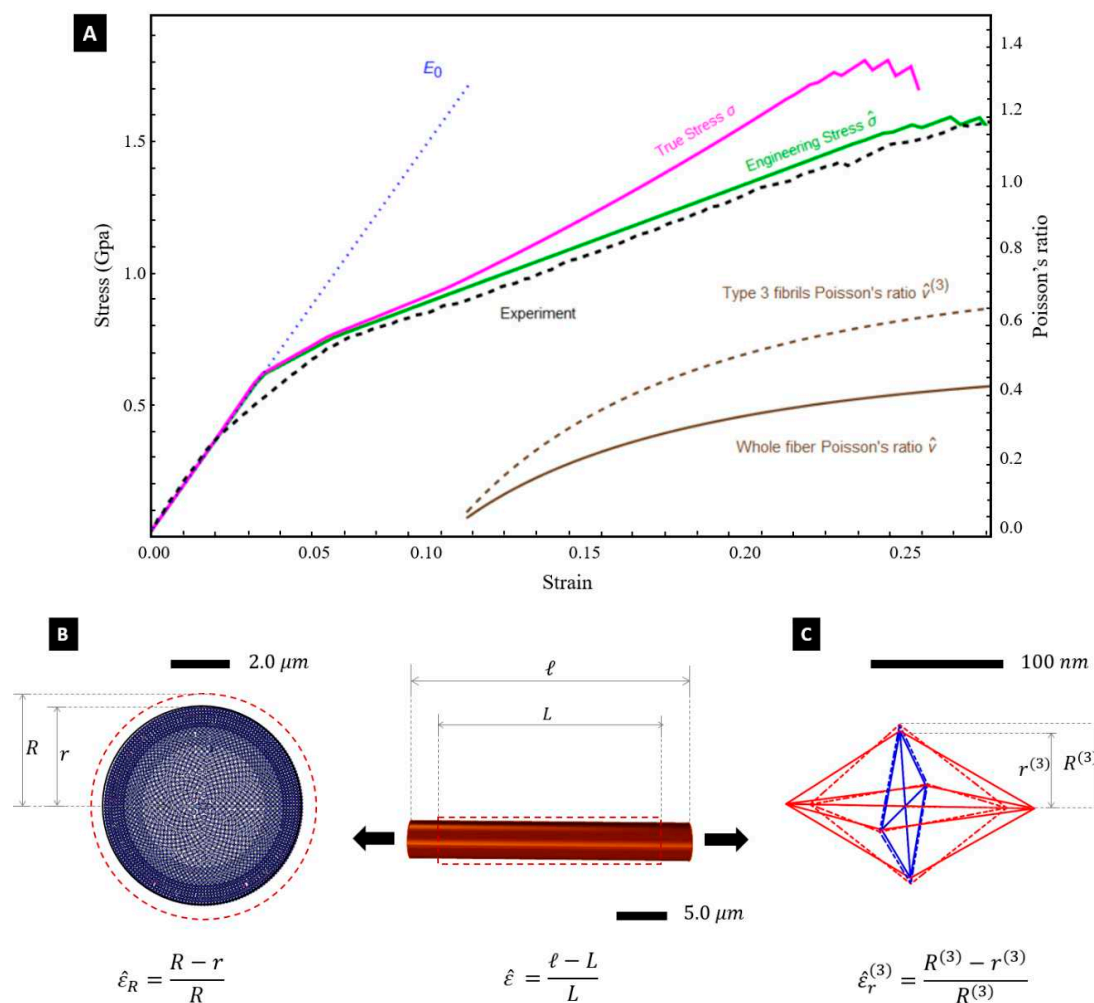 A
E₀
True Stress σ
Engineering Stress σ̂
Experiment
Type 3 fibrils Poisson's ratio ν̂⁽³⁾
Whole fiber Poisson's ratio ν̂
Stress (Gpa)
1.5
1.0
0.5
Poisson's ratio
1.4
1.2
1.0
0.8
0.6
0.4
0.2
0.0
0.00 0.05 0.10 0.15 0.20 0.25
Strain
B
2.0 μm
R
r
ℓ
L
5.0 μm
C
100 nm
r⁽³⁾
R⁽³⁾
ε̂_R = (R − r)/R
ε̂ = (ℓ − L)/L
ε̂_r⁽³⁾ = (R⁽³⁾ − r⁽³⁾)/R⁽³⁾